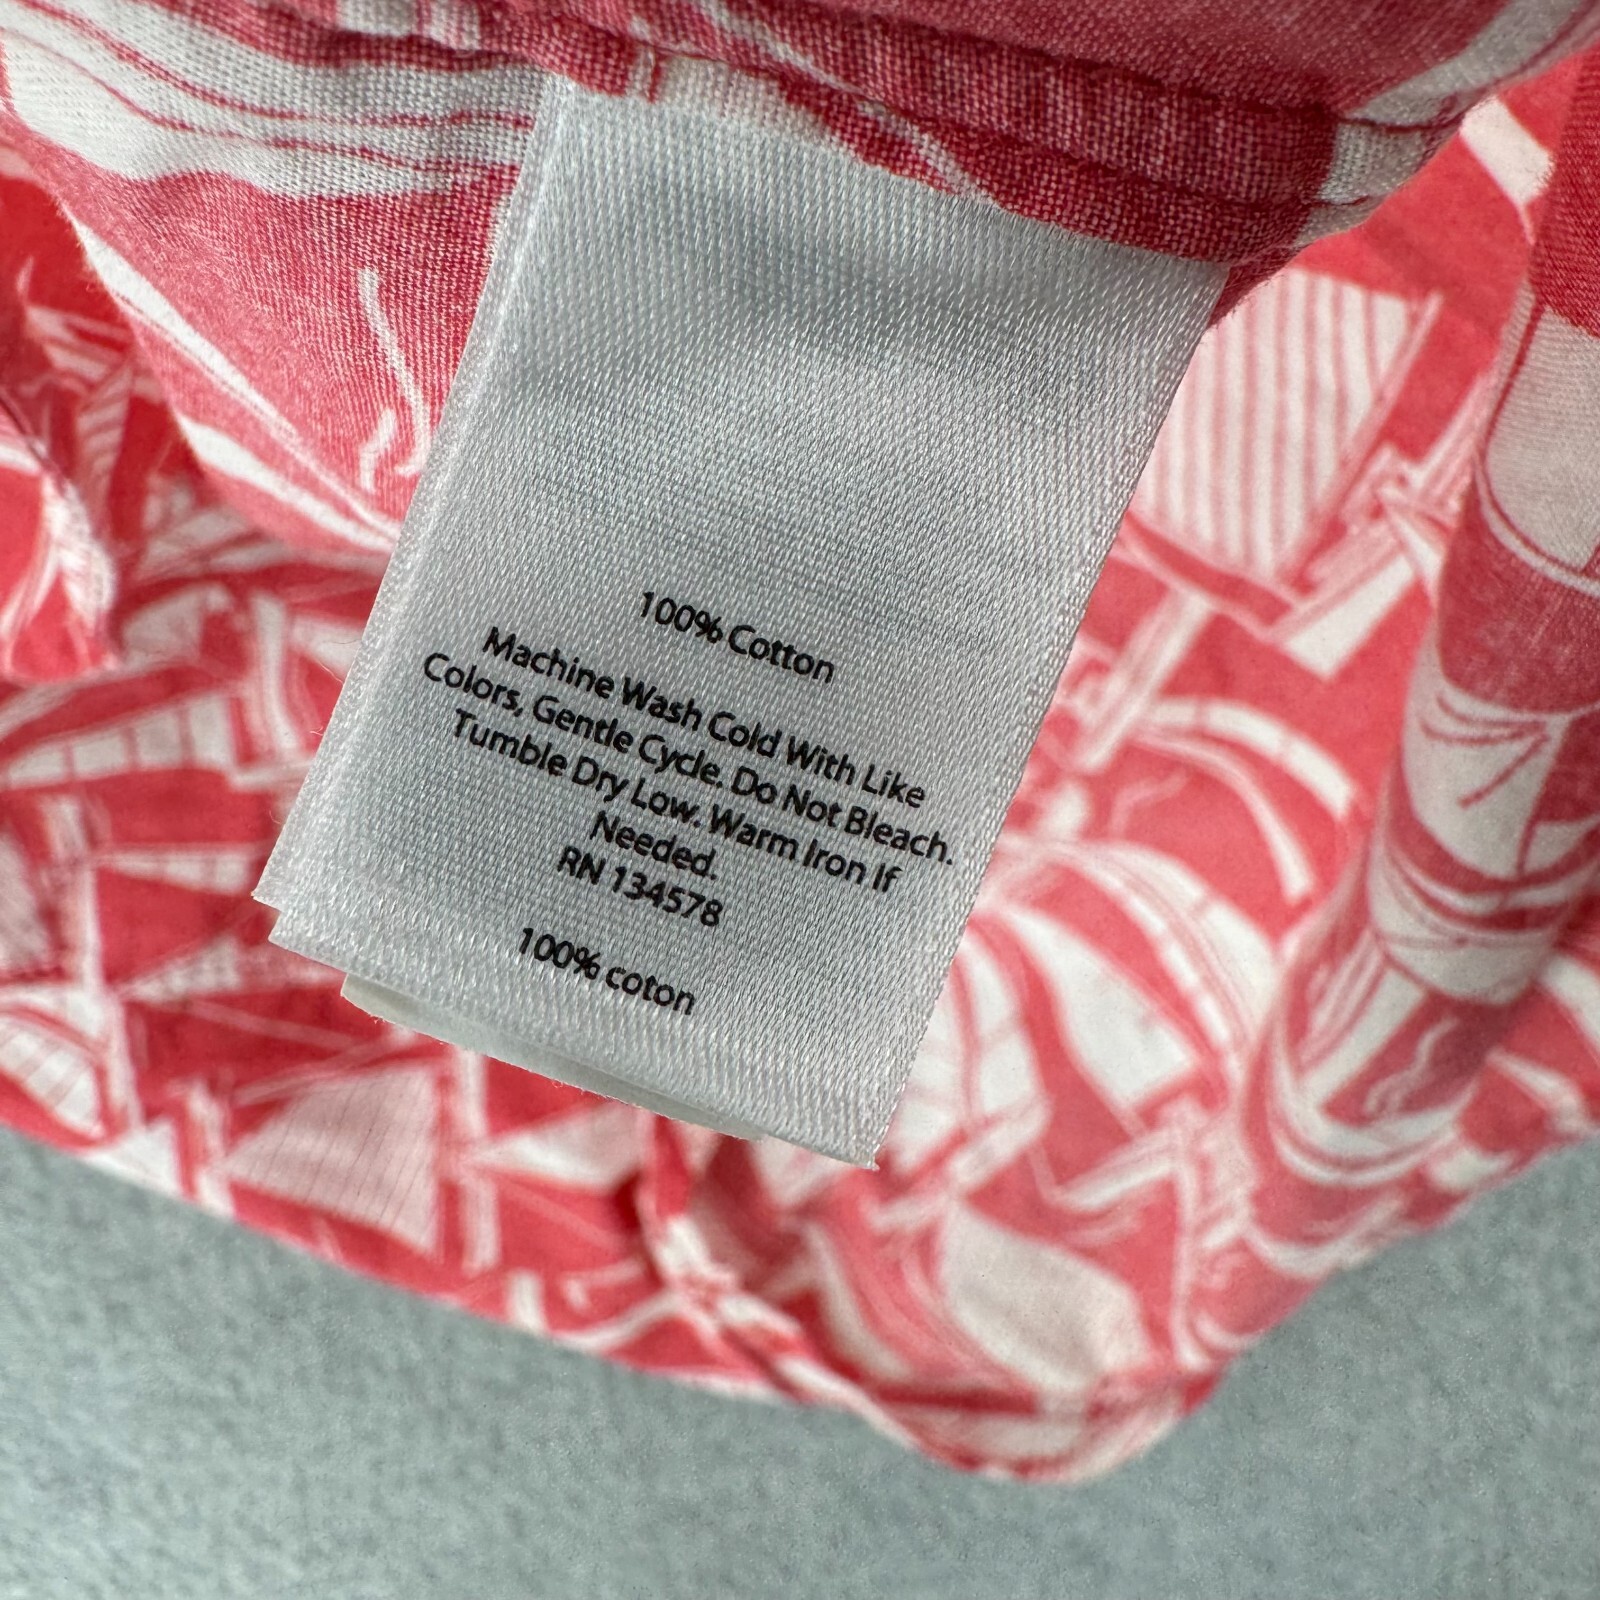 100% Cotton
Machine Wash Cold With Like
Colors, Gentle Cycle. Do Not Bleach.
Tumble Dry Low. Warm Iron If
Needed.
RN 134578
100% coton